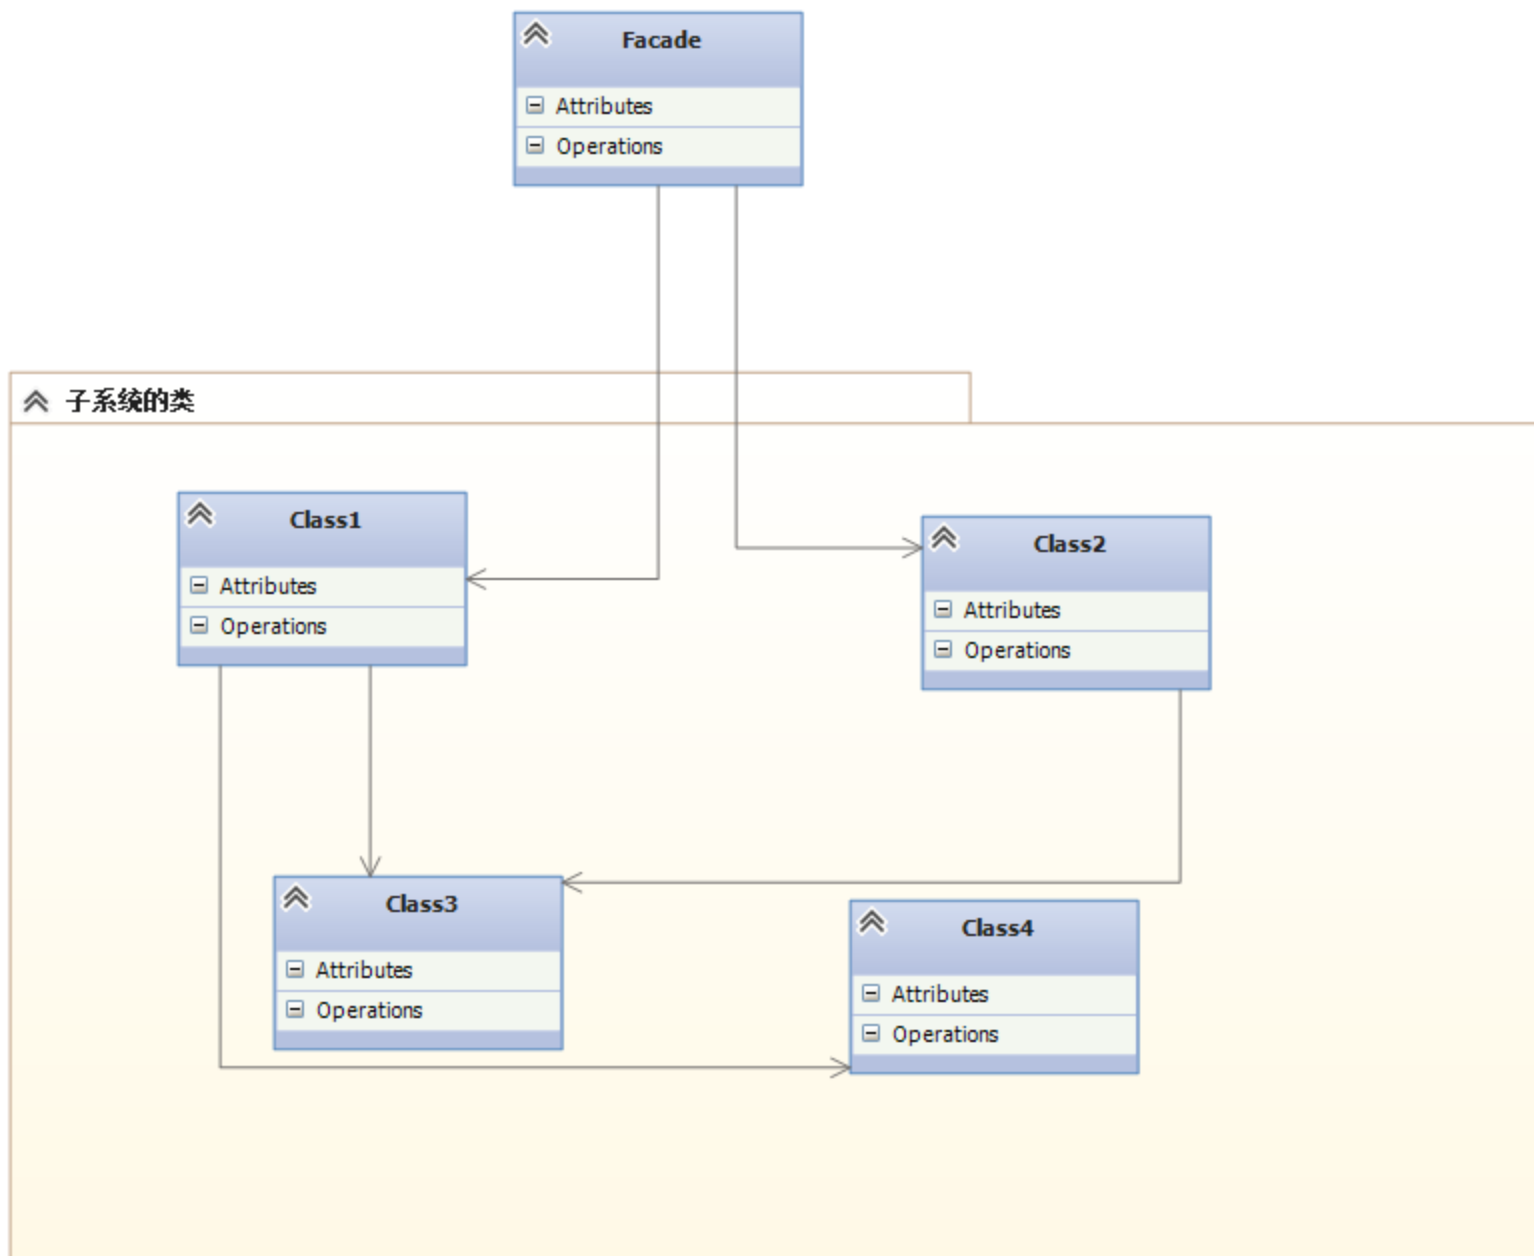 Facade
Attributes
Operations
子系统的类
Class1
Attributes
Operations
Class2
Attributes
Operations
Class3
Attributes
Operations
Class4
Attributes
Operations